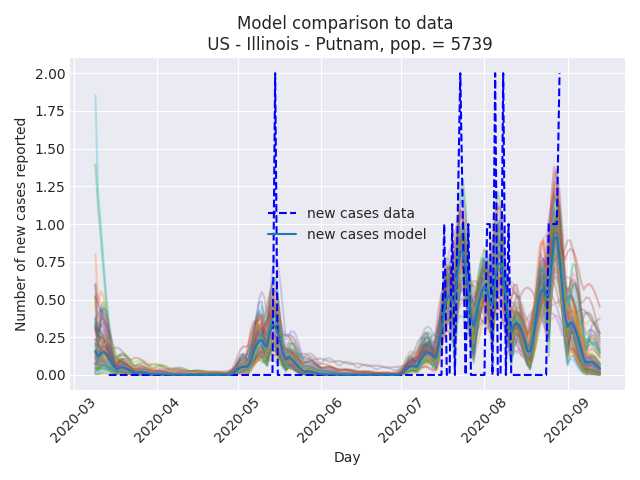 Model comparison to data
US - Illinois - Putnam, pop. = 5739
Number of new cases reported
2.00
1.75
1.50
1.25
1.00
0.75
0.50
0.25
0.00
new cases data
new cases model
2020-03
2020-04
2020-05
2020-06
2020-07
2020-08
2020-09
Day